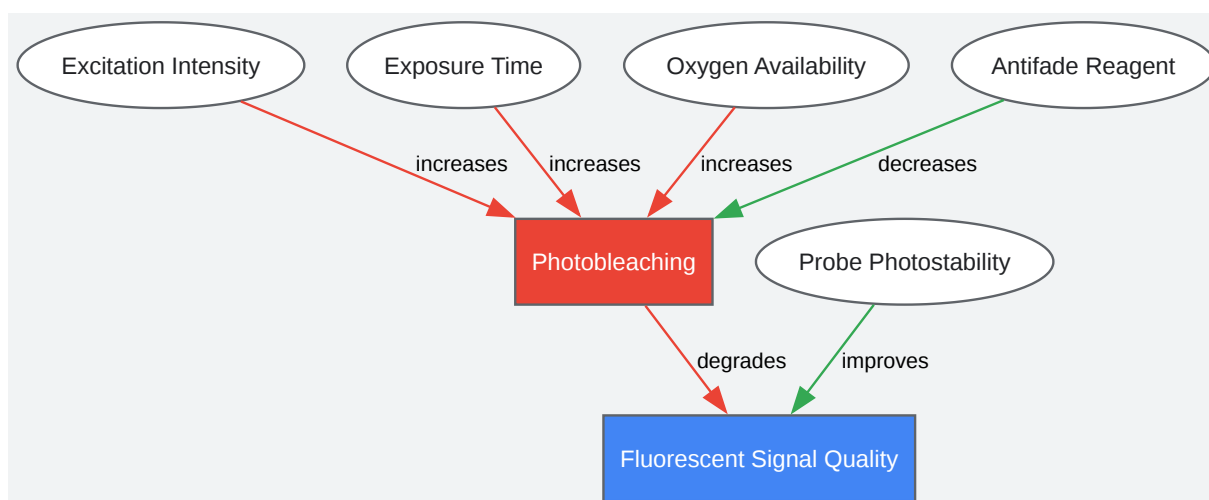 Excitation Intensity
Exposure Time
Oxygen Availability
Antifade Reagent
increases
increases
increases
decreases
Photobleaching
Probe Photostability
degrades
improves
Fluorescent Signal Quality